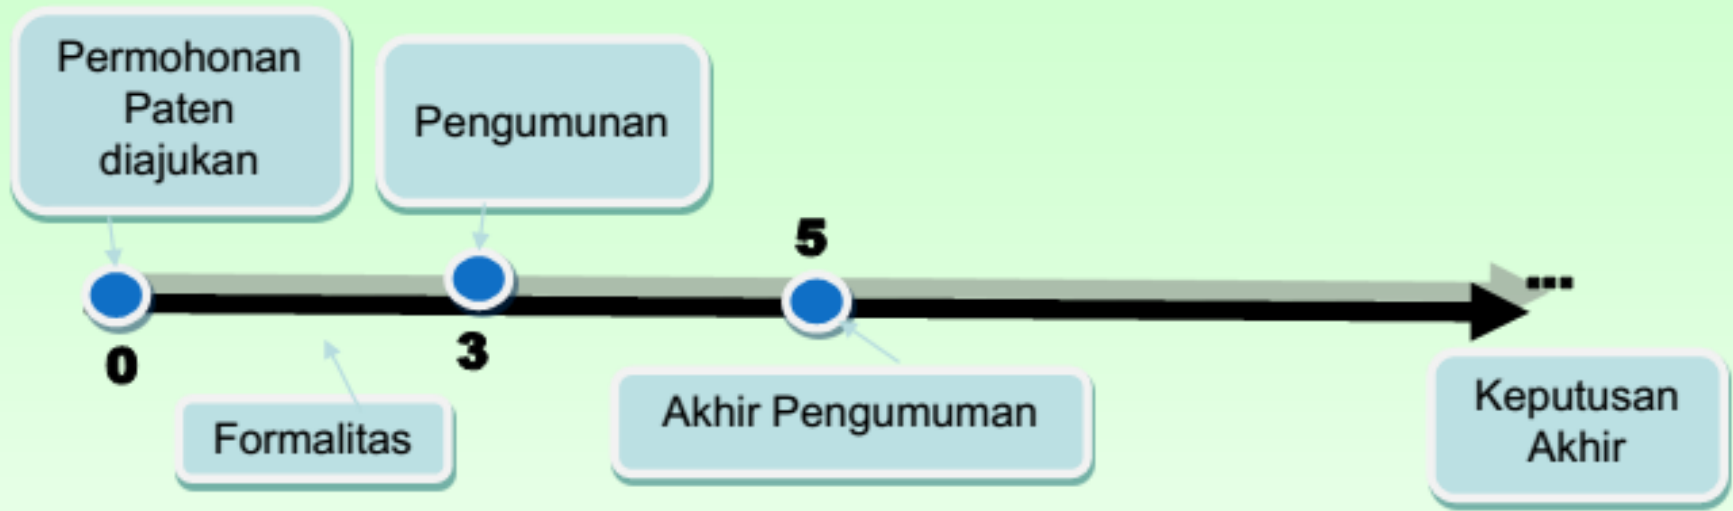 Permohonan
Paten
diajukan
Pengumunan
5
...
0
3
Formalitas
Akhir Pengumuman
Keputusan
Akhir